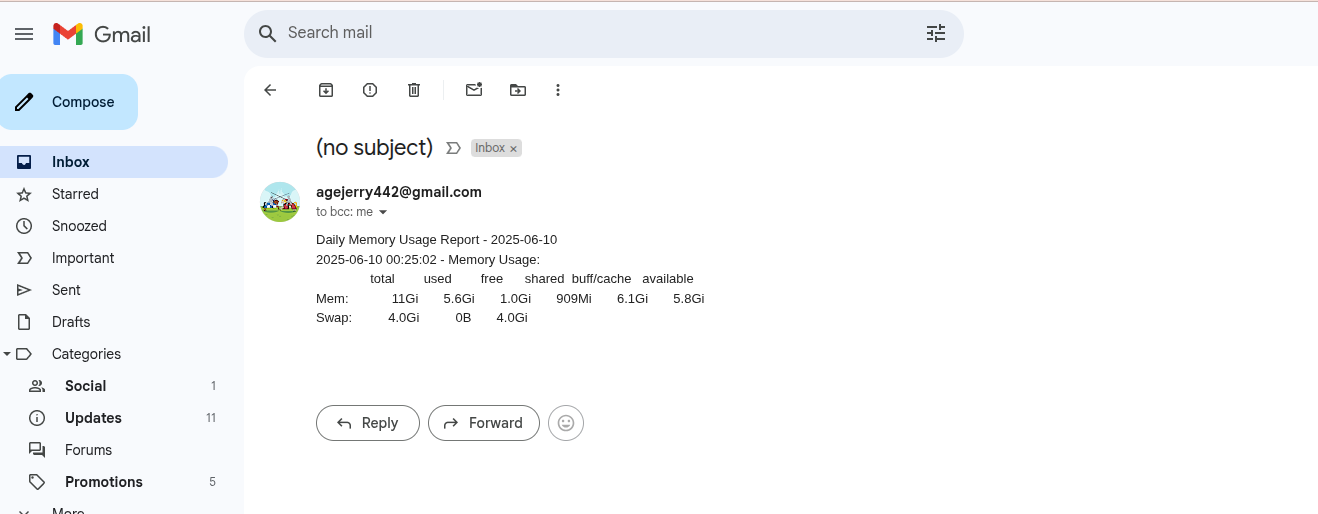 Gmail
Search mail
Compose
Inbox
Starred
Snoozed
Important
Sent
Drafts
Categories
Social 1
Updates 11
Forums
Promotions 5
More
(no subject) Inbox ×
agejerry442@gmail.com
to bcc: me
Daily Memory Usage Report - 2025-06-10
2025-06-10 00:25:02 - Memory Usage:
total used free shared buff/cache available
Mem: 11Gi 5.6Gi 1.0Gi 909Mi 6.1Gi 5.8Gi
Swap: 4.0Gi 0B 4.0Gi
Reply Forward